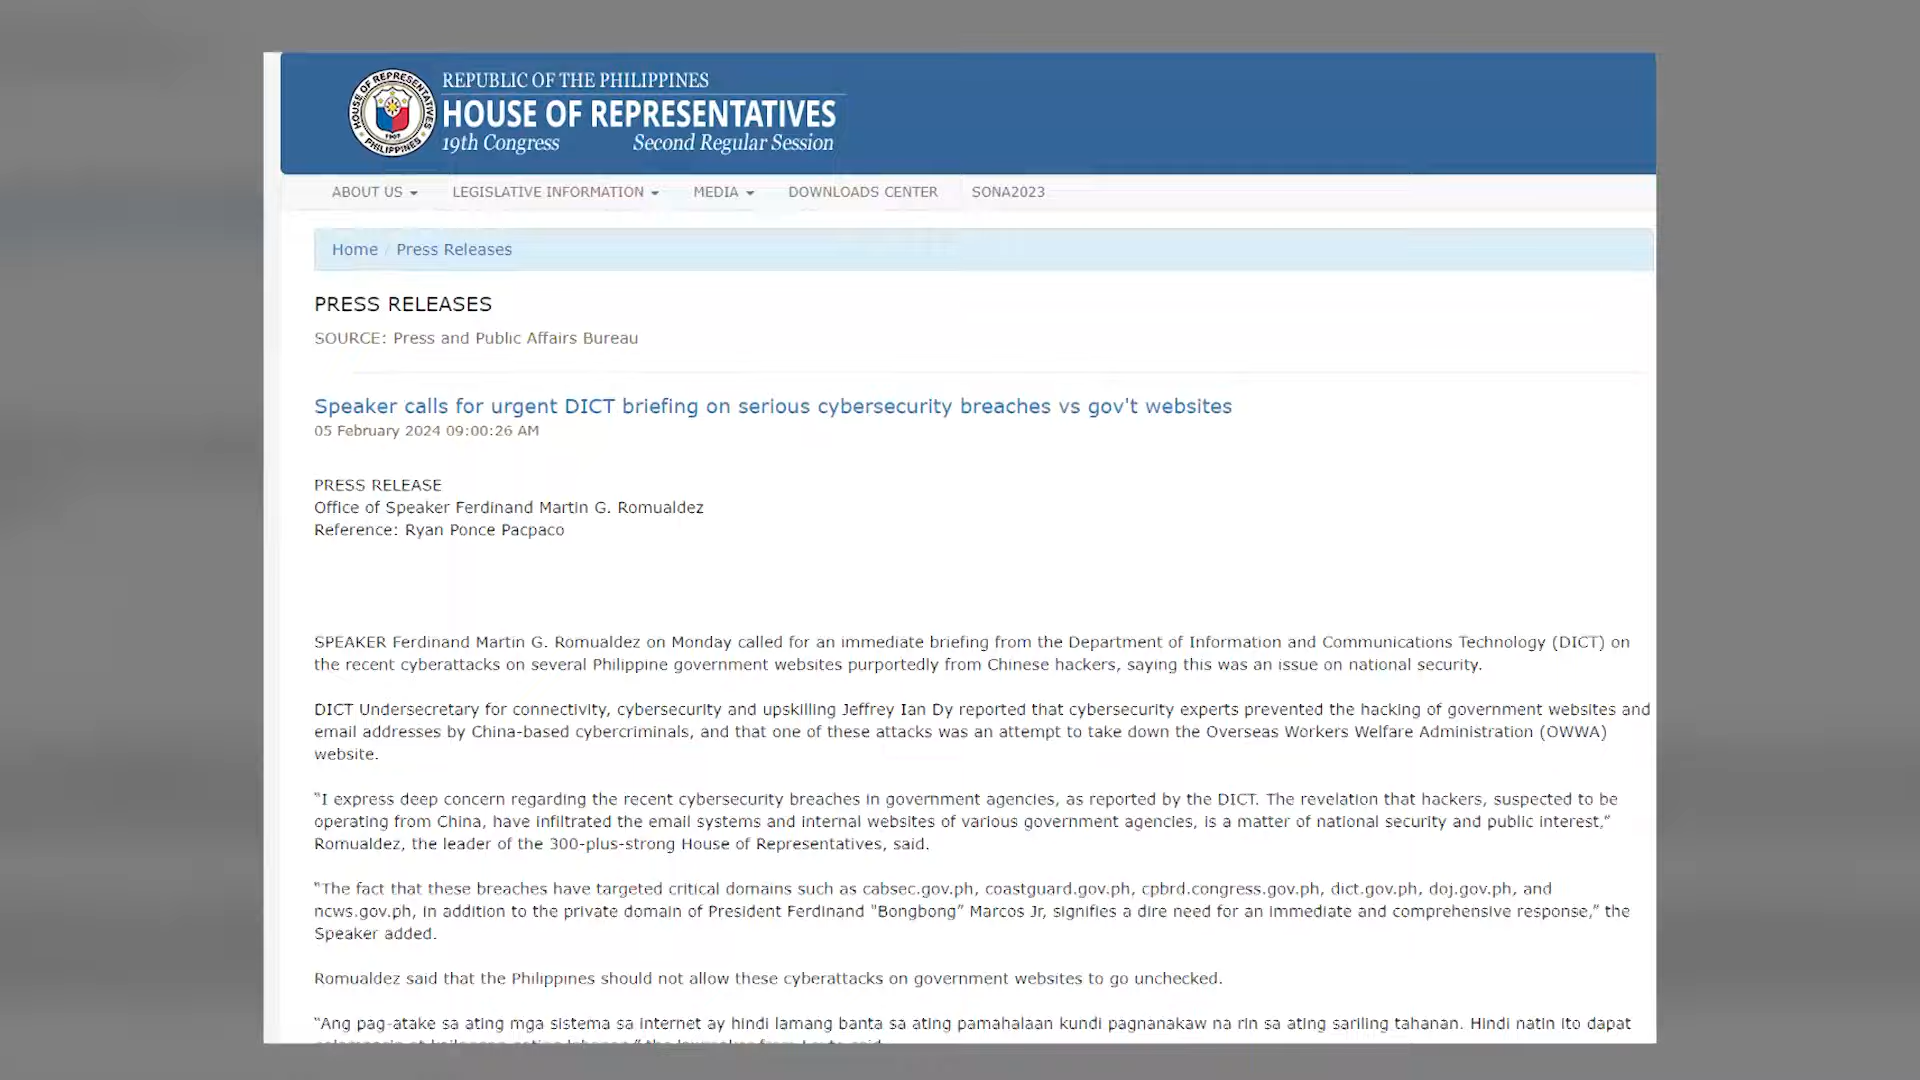 HOUSE OF REPRESENTATIVES
PHILIPPINES
1907
REPUBLIC OF THE PHILIPPINES
HOUSE OF REPRESENTATIVES
19th Congress Second Regular Session
ABOUT US LEGISLATIVE INFORMATION MEDIA DOWNLOADS CENTER SONA2023
Home / Press Releases
PRESS RELEASES
SOURCE: Press and Public Affairs Bureau
Speaker calls for urgent DICT briefing on serious cybersecurity breaches vs gov't websites
05 February 2024 09:00:26 AM
PRESS RELEASE
Office of Speaker Ferdinand Martin G. Romualdez
Reference: Ryan Ponce Pacpaco
SPEAKER Ferdinand Martin G. Romualdez on Monday called for an immediate briefing from the Department of Information and Communications Technology (DICT) on
the recent cyberattacks on several Philippine government websites purportedly from Chinese hackers, saying this was an issue on national security.
DICT Undersecretary for connectivity, cybersecurity and upskilling Jeffrey Ian Dy reported that cybersecurity experts prevented the hacking of government websites and
email addresses by China-based cybercriminals, and that one of these attacks was an attempt to take down the Overseas Workers Welfare Administration (OWWA)
website.
“I express deep concern regarding the recent cybersecurity breaches in government agencies, as reported by the DICT. The revelation that hackers, suspected to be
operating from China, have infiltrated the email systems and internal websites of various government agencies, is a matter of national security and public interest,”
Romualdez, the leader of the 300-plus-strong House of Representatives, said.
“The fact that these breaches have targeted critical domains such as cabsec.gov.ph, coastguard.gov.ph, cpbrd.congress.gov.ph, dict.gov.ph, doj.gov.ph, and
ncws.gov.ph, in addition to the private domain of President Ferdinand "Bongbong” Marcos Jr, signifies a dire need for an immediate and comprehensive response,” the
Speaker added.
Romualdez said that the Philippines should not allow these cyberattacks on government websites to go unchecked.
“Ang pag-atake sa ating mga sistema sa internet ay hindi lamang banta sa ating pamahalaan kundi pagnanakaw na rin sa ating sariling tahanan. Hindi natin ito dapat